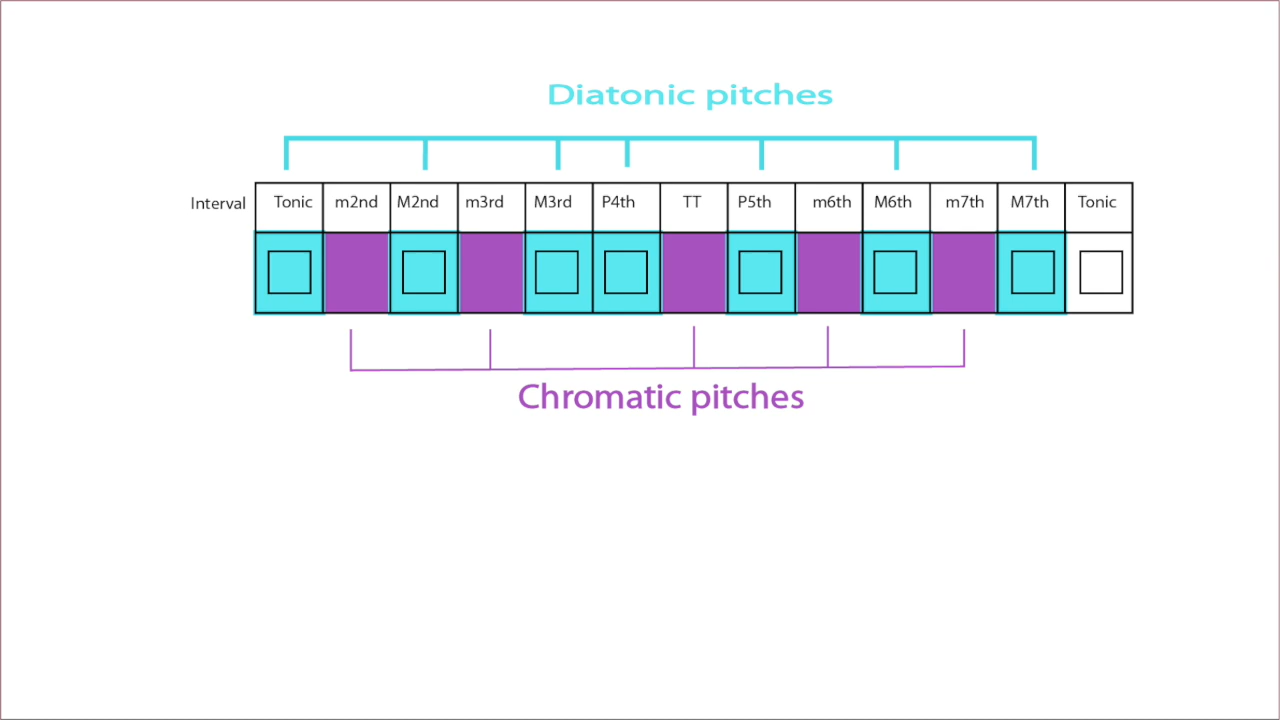 Diatonic pitches
Interval Tonic m2nd M2nd m3rd M3rd P4th TT P5th m6th M6th m7th M7th Tonic
Chromatic pitches